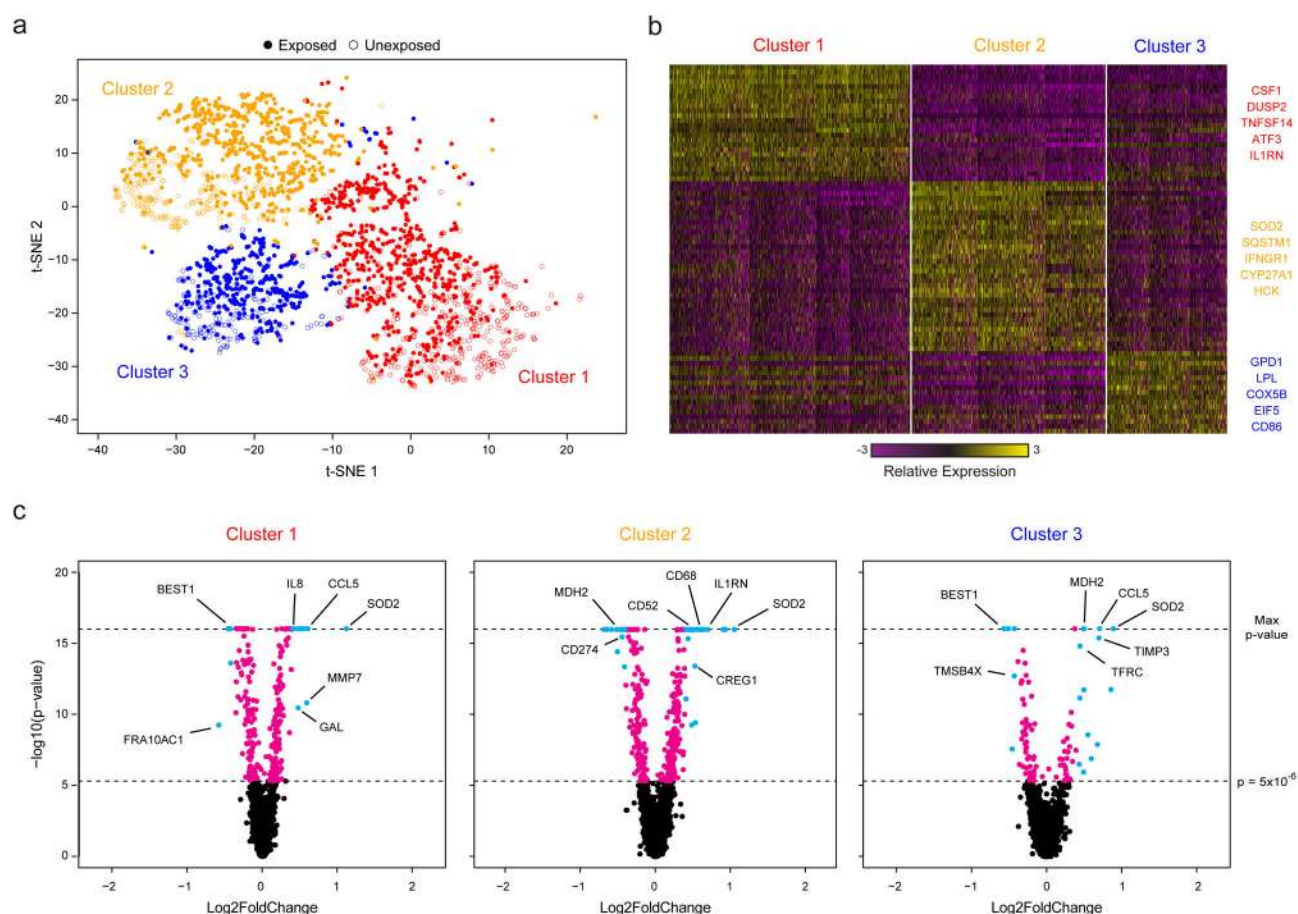 a
● Exposed ○ Unexposed
Cluster 2
Cluster 3
Cluster 1
20
10
0
−10
−20
−30
−40
t-SNE 2
−40 −30 −20 −10 0 10 20
t-SNE 1
b
Cluster 1 Cluster 2 Cluster 3
CSF1
DUSP2
TNFSF14
ATF3
IL1RN
SOD2
SQSTM1
IFNGR1
CYP27A1
HCK
GPD1
LPL
COX5B
EIF5
CD86
-3 3
Relative Expression
c
Cluster 1
20
15
10
5
0
−log10(p−value)
BEST1
IL8
CCL5
SOD2
MMP7
GAL
FRA10AC1
−2 −1 0 1 2
Log2FoldChange
Cluster 2
MDH2
CD68
IL1RN
CD52
SOD2
CD274
CREG1
−2 −1 0 1 2
Log2FoldChange
Cluster 3
BEST1
MDH2
CCL5
SOD2
TIMP3
TFRC
TMSB4X
−2 −1 0 1 2
Log2FoldChange
Max
p-value
p = 5x10⁻⁶